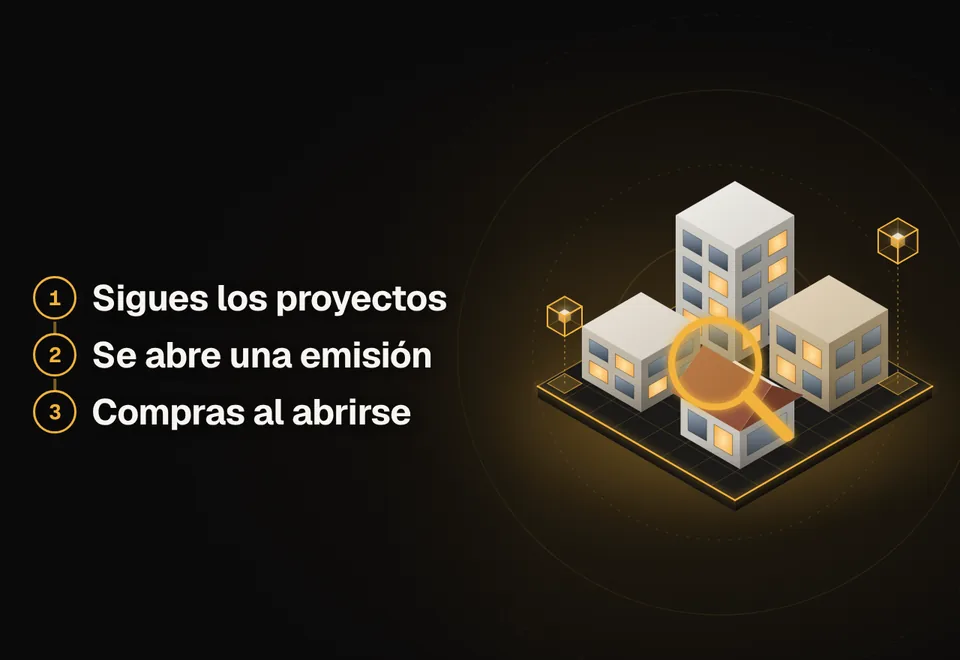 1 Sigues los proyectos
2 Se abre una emisión
3 Compras al abrirse